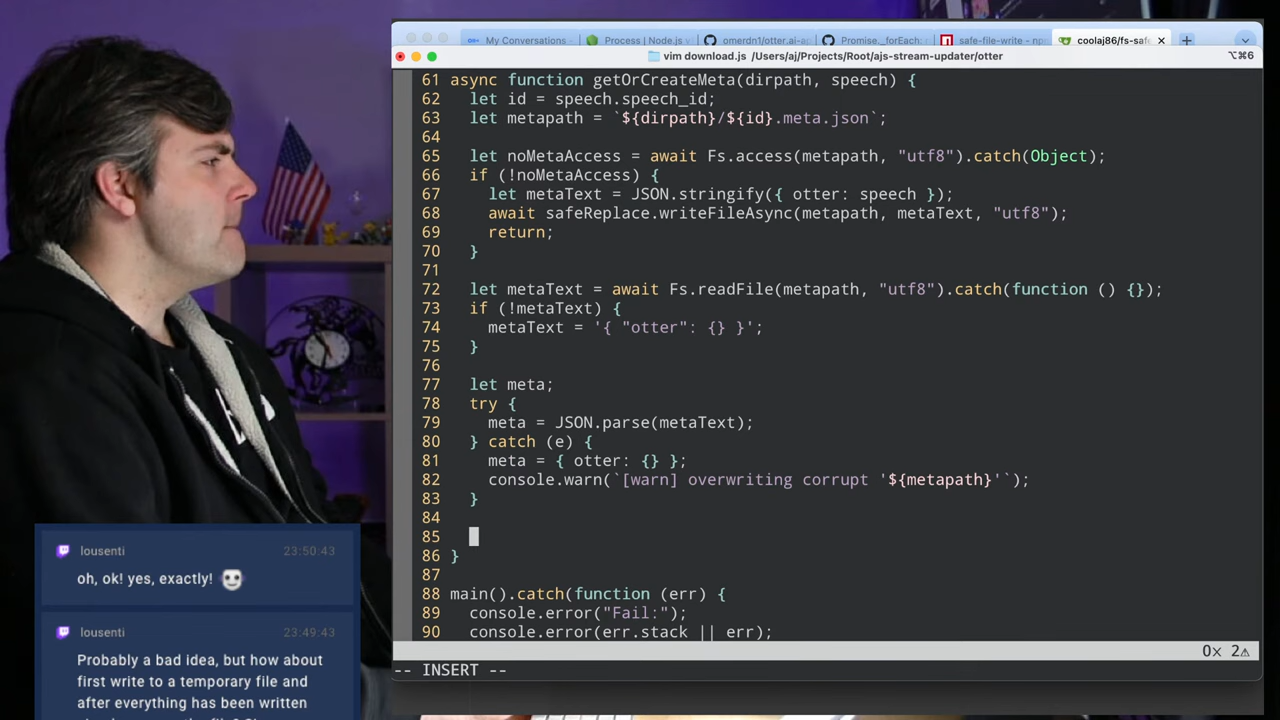 My Conversations -
Process | Node.js
omerdn1/otter.ai-ap
Promise._forEach:
safe-file-write - npm
coolaj86/fs-safe
vim download.js /Users/aj/Projects/Root/ajs-stream-updater/otter
⌥⌘6
61 async function getOrCreateMeta(dirpath, speech) {
62 let id = speech.speech_id;
63 let metapath = `${dirpath}/${id}.meta.json`;
64
65 let noMetaAccess = await Fs.access(metapath, "utf8").catch(Object);
66 if (!noMetaAccess) {
67 let metaText = JSON.stringify({ otter: speech });
68 await safeReplace.writeFileAsync(metapath, metaText, "utf8");
69 return;
70 }
71
72 let metaText = await Fs.readFile(metapath, "utf8").catch(function () {});
73 if (!metaText) {
74 metaText = '{ "otter": {} }';
75 }
76
77 let meta;
78 try {
79 meta = JSON.parse(metaText);
80 } catch (e) {
81 meta = { otter: {} };
82 console.warn(`[warn] overwriting corrupt '${metapath}'`);
83 }
84
85
86 }
87
88 main().catch(function (err) {
89 console.error("Fail:");
90 console.error(err.stack || err);
0× 2⚠
-- INSERT --
lousenti 23:50:43
oh, ok! yes, exactly!
lousenti 23:49:43
Probably a bad idea, but how about
first write to a temporary file and
after everything has been written